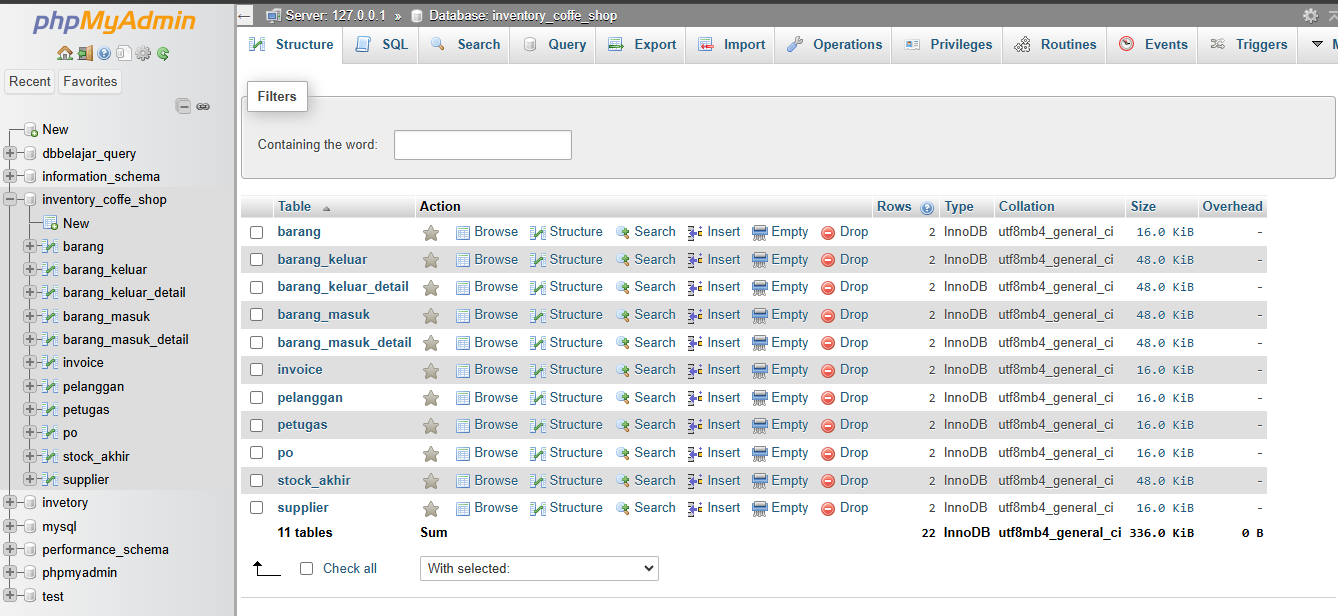 phpMyAdmin
Recent Favorites
New
dbbelajar_query
information_schema
inventory_coffe_shop
New
barang
barang_keluar
barang_keluar_detail
barang_masuk
barang_masuk_detail
invoice
pelanggan
petugas
po
stock_akhir
supplier
invetory
mysql
performance_schema
phpmyadmin
test
Server: 127.0.0.1 » Database: inventory_coffe_shop
Structure SQL Search Query Export Import Operations Privileges Routines Events Triggers
Filters
Containing the word:
Table Action Rows Type Collation Size Overhead
barang Browse Structure Search Insert Empty Drop 2 InnoDB utf8mb4_general_ci 16.0 KiB -
barang_keluar Browse Structure Search Insert Empty Drop 2 InnoDB utf8mb4_general_ci 48.0 KiB -
barang_keluar_detail Browse Structure Search Insert Empty Drop 2 InnoDB utf8mb4_general_ci 48.0 KiB -
barang_masuk Browse Structure Search Insert Empty Drop 2 InnoDB utf8mb4_general_ci 48.0 KiB -
barang_masuk_detail Browse Structure Search Insert Empty Drop 2 InnoDB utf8mb4_general_ci 48.0 KiB -
invoice Browse Structure Search Insert Empty Drop 2 InnoDB utf8mb4_general_ci 16.0 KiB -
pelanggan Browse Structure Search Insert Empty Drop 2 InnoDB utf8mb4_general_ci 16.0 KiB -
petugas Browse Structure Search Insert Empty Drop 2 InnoDB utf8mb4_general_ci 16.0 KiB -
po Browse Structure Search Insert Empty Drop 2 InnoDB utf8mb4_general_ci 16.0 KiB -
stock_akhir Browse Structure Search Insert Empty Drop 2 InnoDB utf8mb4_general_ci 48.0 KiB -
supplier Browse Structure Search Insert Empty Drop 2 InnoDB utf8mb4_general_ci 16.0 KiB -
11 tables Sum 22 InnoDB utf8mb4_general_ci 336.0 KiB 0 B
Check all With selected: